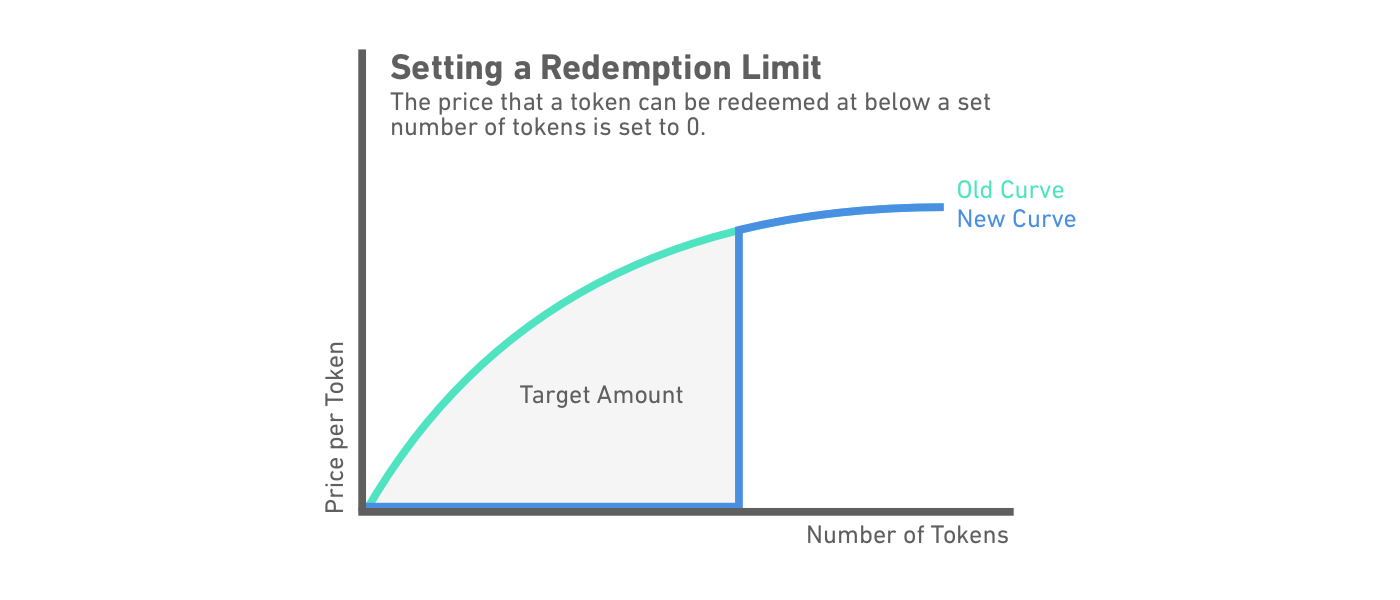 Setting a Redemption Limit
The price that a token can be redeemed at below a set
number of tokens is set to 0.
Old Curve
New Curve
Target Amount
Price per Token
Number of Tokens